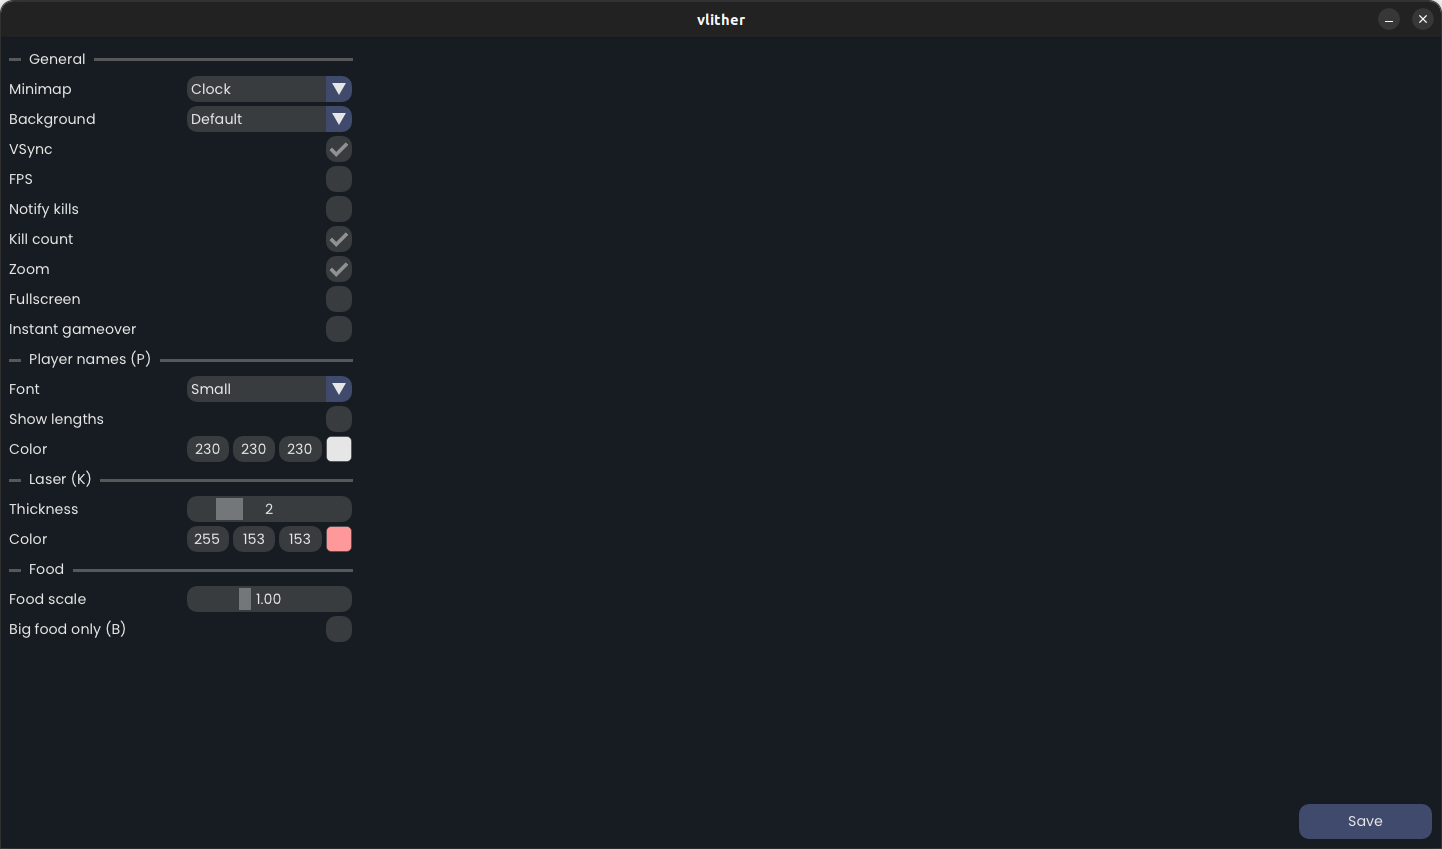 vlither
General
Minimap Clock
Background Default
VSync
FPS
Notify kills
Kill count
Zoom
Fullscreen
Instant gameover
Player names (P)
Font Small
Show lengths
Color 230 230 230
Laser (K)
Thickness 2
Color 255 153 153
Food
Food scale 1.00
Big food only (B)
Save